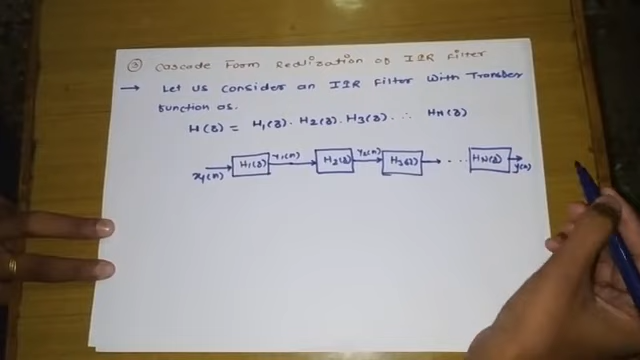 ③ Cascade Form Realization of IIR Filter
→ Let us consider an IIR Filter with Transfer
function as.
H(z) = H₁(z) . H₂(z) . H₃(z) . ∴ HN(z)
x₁(n) H₁(z) y₁(n) H₂(z) y₂(n) H₃(z) ... HN(z) y(n)